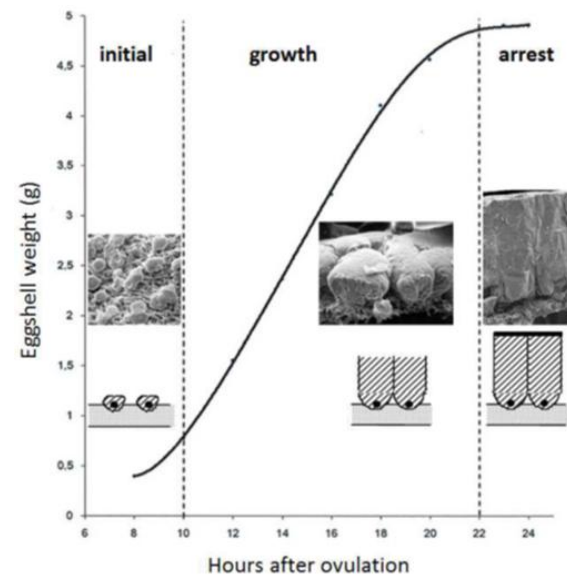 initial growth arrest
5
4,5
4
3,5
3
2,5
2
1,5
1
0,5
0
Eggshell weight (g)
6 8 10 12 14 16 18 20 22 24
Hours after ovulation